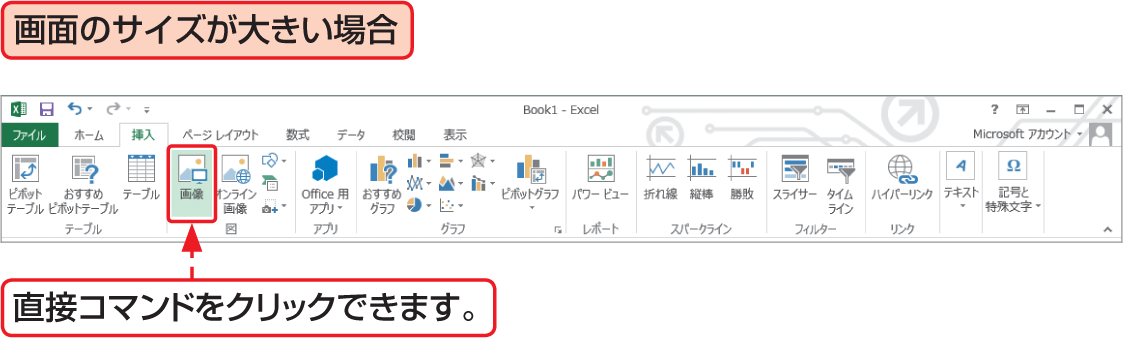 画面のサイズが大きい場合
Book1 - Excel
ファイル ホーム 挿入 ページ レイアウト 数式 データ 校閲 表示 Microsoft アカウント
ピボット
テーブル
おすすめ
ピボットテーブル
テーブル
画像
オンライン
画像
Office 用
アプリ
おすすめ
グラフ
ピボットグラフ
パワー ビュー
折れ線
縦棒
勝敗
スライサー
タイム
ライン
ハイパーリンク
テキスト
記号と
特殊文字
テーブル 図 アプリ グラフ レポート スパークライン フィルター リンク
直接コマンドをクリックできます。